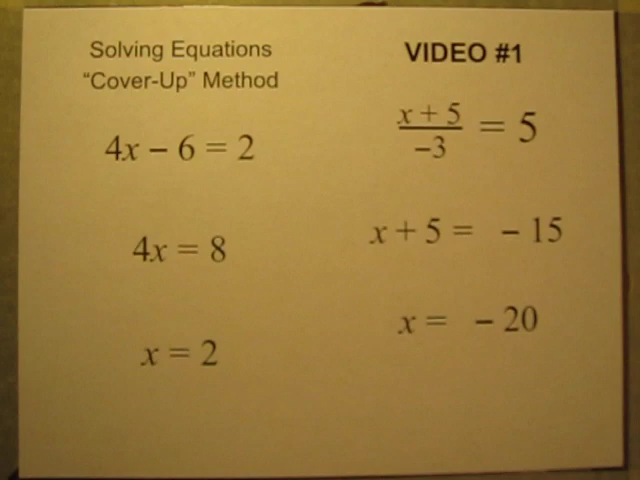 Solving Equations
“Cover-Up” Method
4x − 6 = 2
4x = 8
x = 2
VIDEO #1
x + 5
−3
= 5
x + 5 = − 15
x = − 20